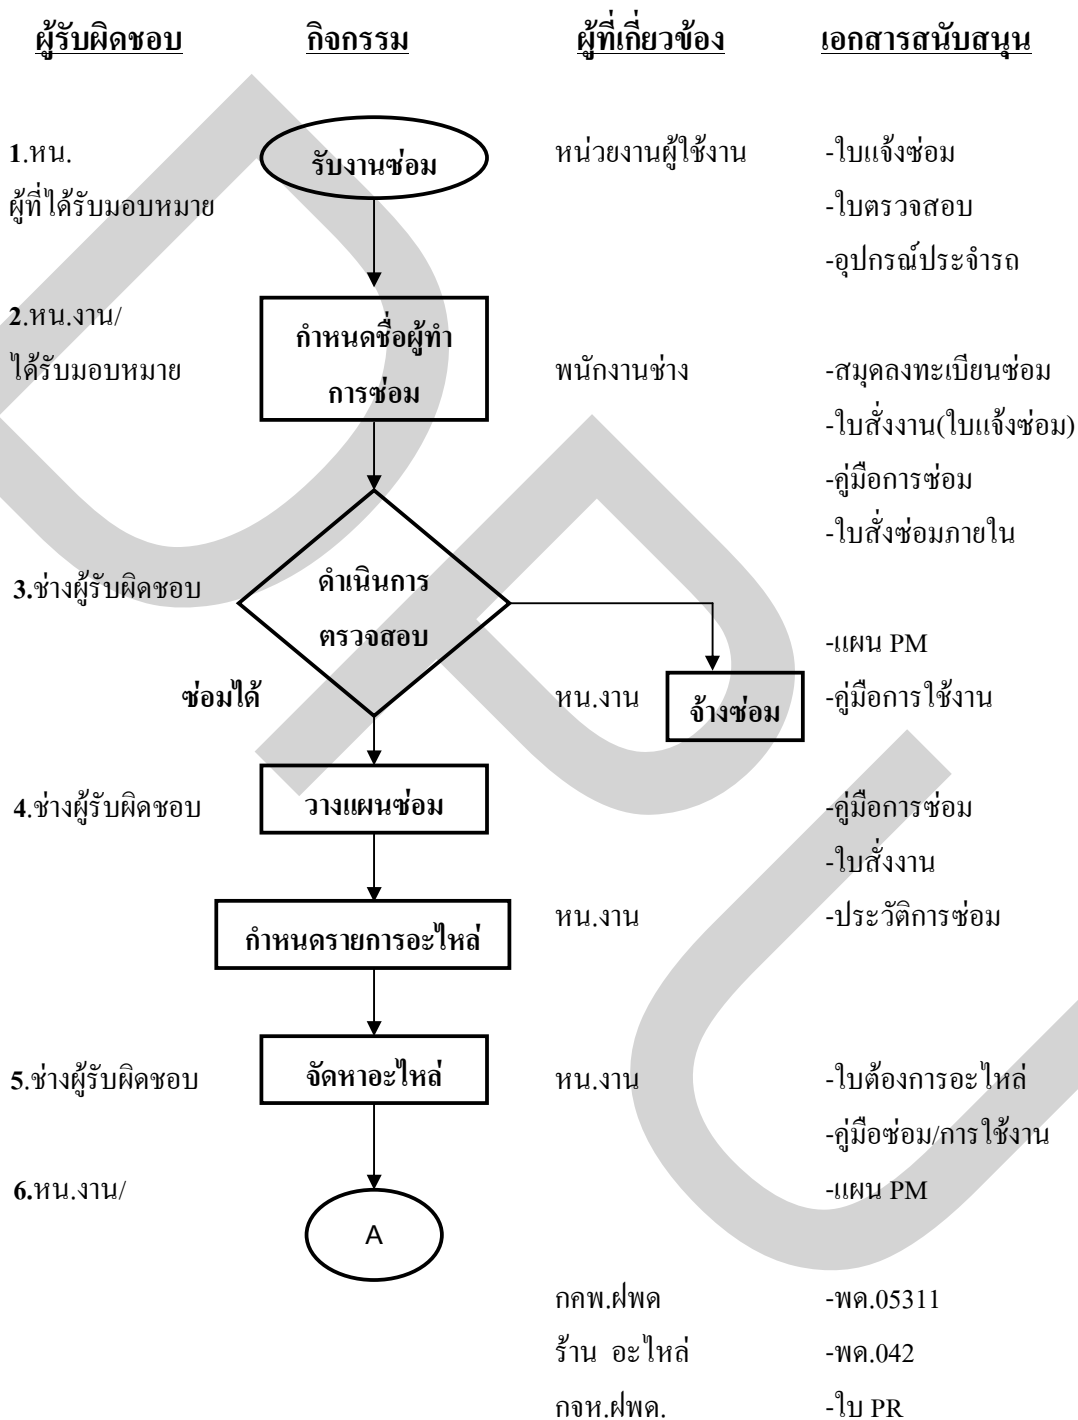 ผู้รับผิดชอบ กิจกรรม ผู้ที่เกี่ยวข้อง เอกสารสนับสนุน
1.หน. รับงานซ่อม หน่วยงานผู้ใช้งาน -ใบแจ้งซ่อม
ผู้ที่ได้รับมอบหมาย -ใบตรวจสอบ
-อุปกรณ์ประจำรถ
2.หน.งาน/ กำหนดชื่อผู้ทำ
ได้รับมอบหมาย การซ่อม พนักงานช่าง -สมุดลงทะเบียนซ่อม
-ใบสั่งงาน(ใบแจ้งซ่อม)
-คู่มือการซ่อม
-ใบสั่งซ่อมภายใน
3.ช่างผู้รับผิดชอบ ดำเนินการ
ตรวจสอบ -แผน PM
ซ่อมได้ หน.งาน จ้างซ่อม -คู่มือการใช้งาน
4.ช่างผู้รับผิดชอบ วางแผนซ่อม -คู่มือการซ่อม
-ใบสั่งงาน
กำหนดรายการอะไหล่ หน.งาน -ประวัติการซ่อม
5.ช่างผู้รับผิดชอบ จัดหาอะไหล่ หน.งาน -ใบต้องการอะไหล่
-คู่มือซ่อม/การใช้งาน
6.หน.งาน/ -แผน PM
A
กคพ.ฝพด -พด.05311
ร้าน อะไหล่ -พด.042
กจห.ฝพด. -ใบ PR